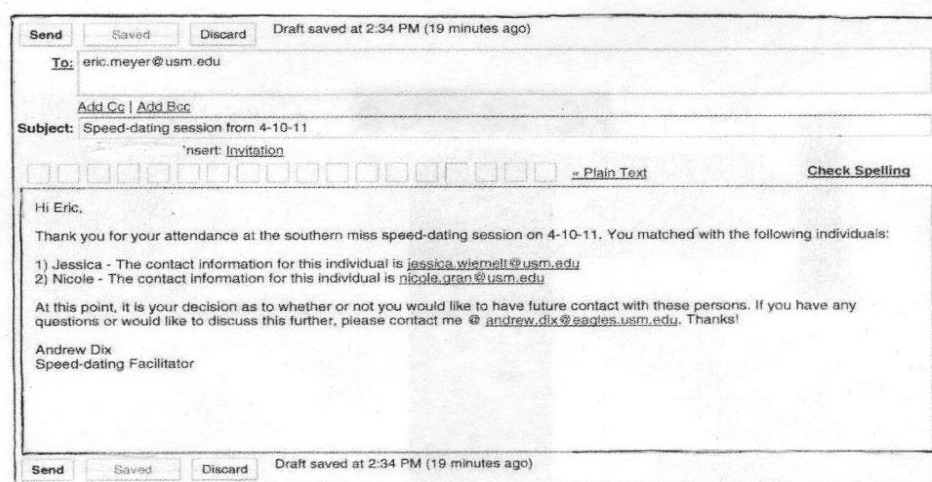 Send Saved Discard Draft saved at 2:34 PM (19 minutes ago)
To: eric.meyer@usm.edu
Add Cc | Add Bcc
Subject: Speed-dating session from 4-10-11
'nsert: Invitation
« Plain Text Check Spelling
Hi Eric,
Thank you for your attendance at the southern miss speed-dating session on 4-10-11. You matched with the following individuals:
1) Jessica - The contact information for this individual is jessica.wiemelt@usm.edu
2) Nicole - The contact information for this individual is nicole.gran@usm.edu
At this point, it is your decision as to whether or not you would like to have future contact with these persons. If you have any
questions or would like to discuss this further, please contact me @ andrew.dix@eagles.usm.edu. Thanks!
Andrew Dix
Speed-dating Facilitator
Send Saved Discard Draft saved at 2:34 PM (19 minutes ago)